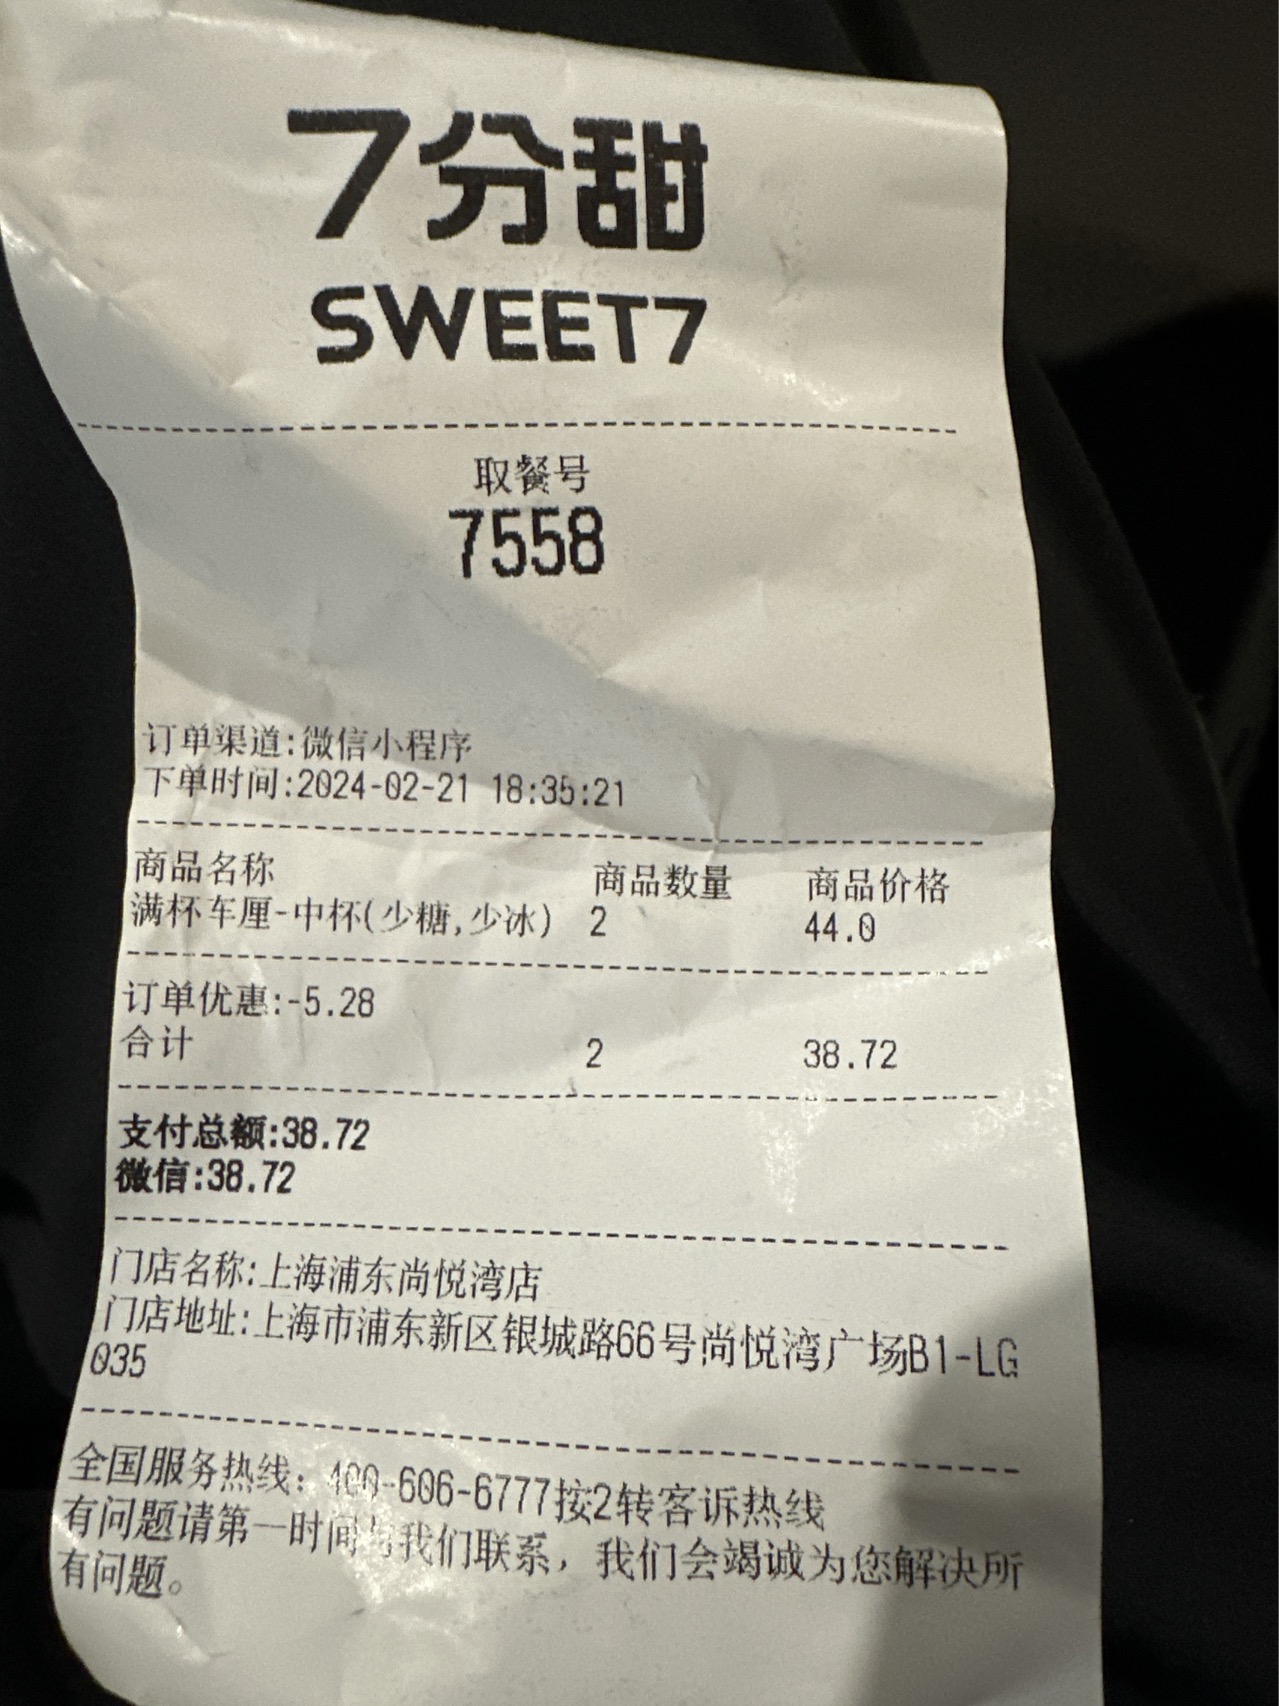 7分甜
SWEET7
取餐号
7558
订单渠道:微信小程序
下单时间:2024-02-21 18:35:21
商品名称 商品数量 商品价格
满杯车厘-中杯(少糖,少冰) 2 44.0
订单优惠:-5.28
合计 2 38.72
支付总额:38.72
微信:38.72
门店名称:上海浦东尚悦湾店
门店地址:上海市浦东新区银城路66号尚悦湾广场B1-LG
035
全国服务热线：400-606-6777按2转客诉热线
有问题请第一时间与我们联系，我们会竭诚为您解决所
有问题。